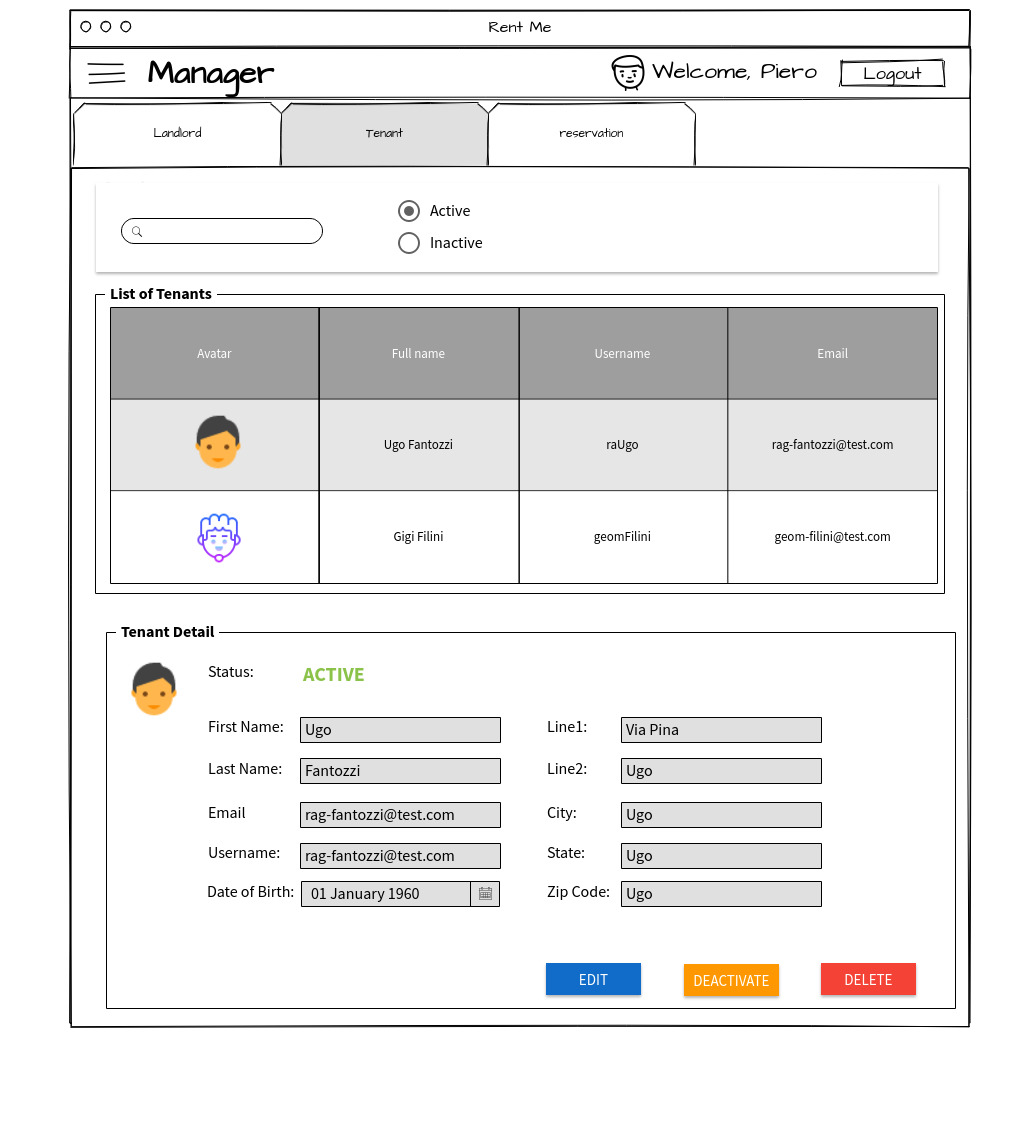 Rent Me
Manager
Welcome, Piero
Logout
Landlord
Tenant
reservation
Active
Inactive
List of Tenants
Avatar Full name Username Email
Ugo Fantozzi raUgo rag-fantozzi@test.com
Gigi Filini geomFilini geom-filini@test.com
Tenant Detail
Status: ACTIVE
First Name: Ugo Line1: Via Pina
Last Name: Fantozzi Line2: Ugo
Email rag-fantozzi@test.com City: Ugo
Username: rag-fantozzi@test.com State: Ugo
Date of Birth: 01 January 1960 Zip Code: Ugo
EDIT DEACTIVATE DELETE